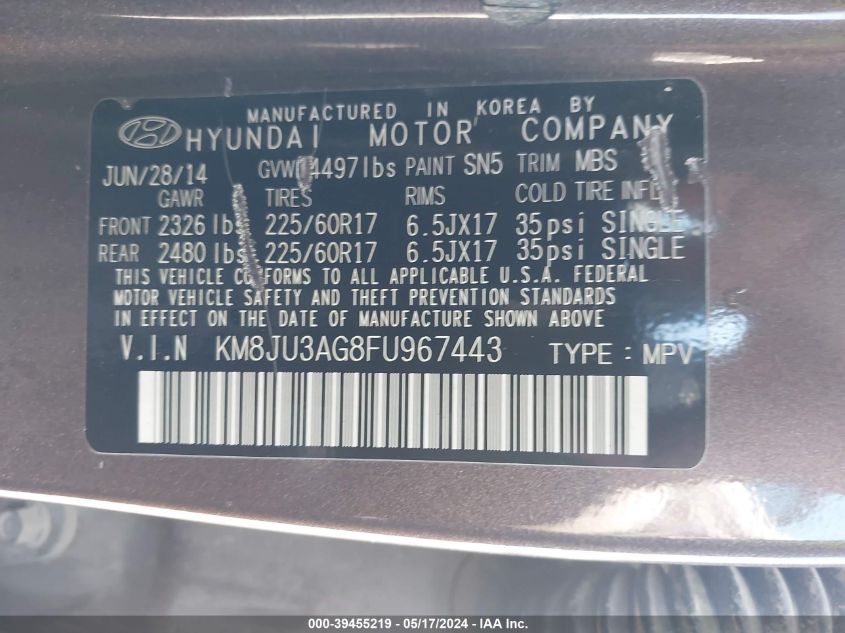 MANUFACTURED IN KOREA BY
HYUNDAI MOTOR COMPANY
JUN/28/14 GVWR 4497lbs PAINT SN5 TRIM MBS
GAWR TIRES RIMS COLD TIRE INFL
FRONT 2326 lbs 225/60R17 6.5JX17 35psi SINGLE
REAR 2480 lbs 225/60R17 6.5JX17 35psi SINGLE
THIS VEHICLE CONFORMS TO ALL APPLICABLE U.S.A. FEDERAL
MOTOR VEHICLE SAFETY AND THEFT PREVENTION STANDARDS
IN EFFECT ON THE DATE OF MANUFACTURE SHOWN ABOVE
V.I.N KM8JU3AG8FU967443 TYPE : MPV
000-39455219 - 05/17/2024 - IAAI.com